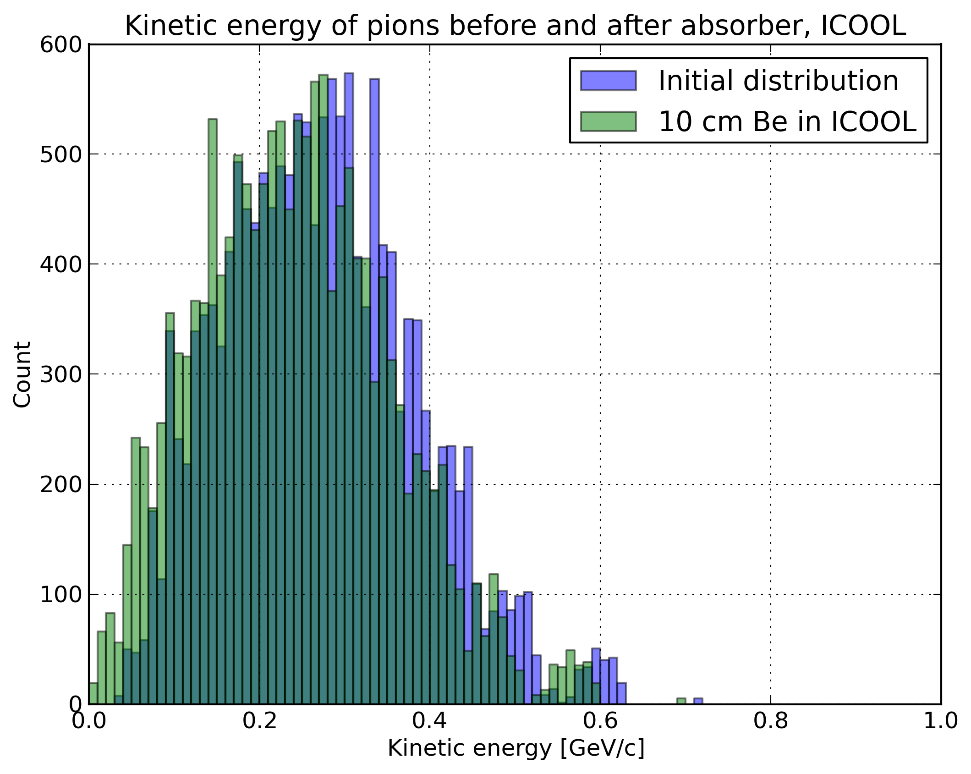 Kinetic energy of pions before and after absorber, ICOOL
Initial distribution
10 cm Be in ICOOL
600
500
400
300
200
100
0
Count
0.0
0.2
0.4
0.6
0.8
1.0
Kinetic energy [GeV/c]